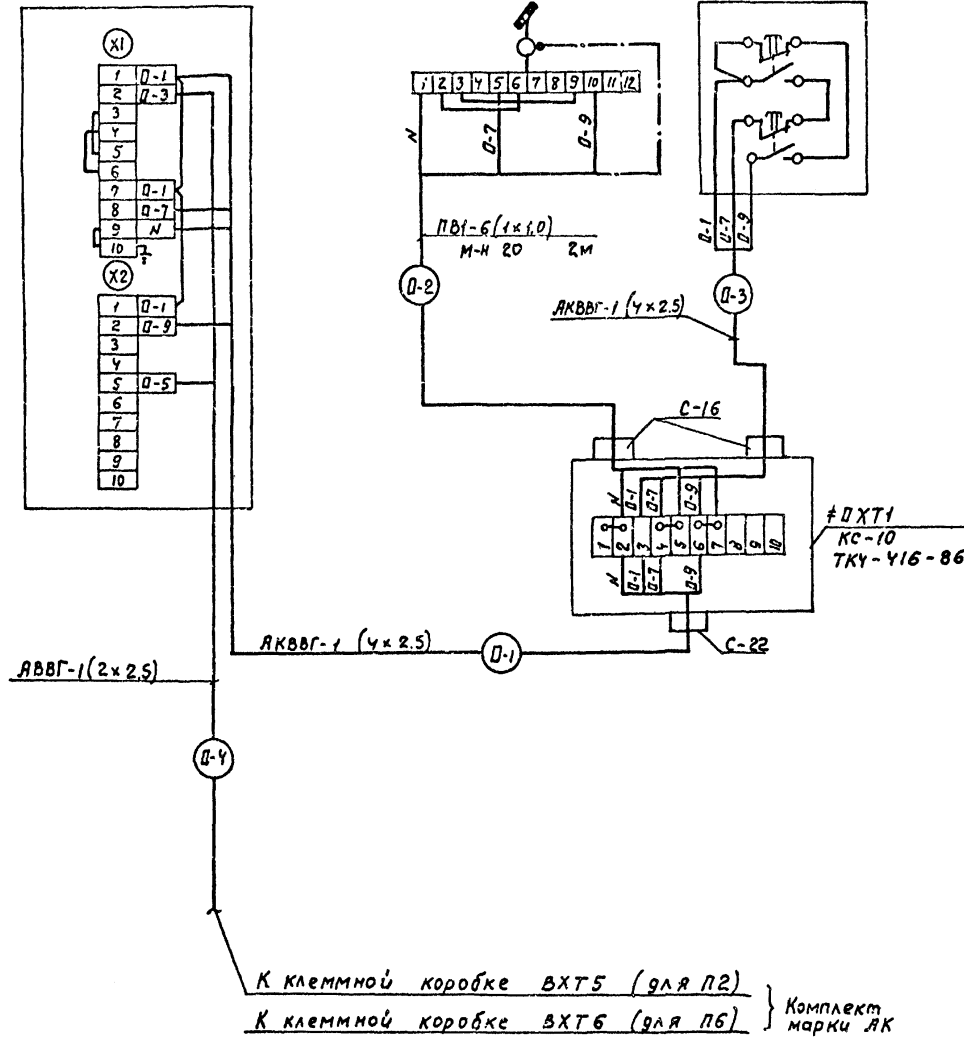 X1
1 П-1
2 П-3
3
4
5
6
7 П-1
8 П-7
9 N
10
X2
1 П-1
2 П-9
3
4
5 П-5
6
7
8
9
10
1 2 3 4 5 6 7 8 9 10 11 12
N П-7 П-9
ПВ1-6(1×1,0)
М-Н 20 2м
П-2
П-1 П-7 П-9
П-3
АКВВГ-1 (4×2.5)
С-16
N П-1 П-7 П-9
1 2 3 4 5 6 7 8 9 10
N П-1 П-7 П-9
≠ПХТ1
КС-10
ТК4-416-86
С-22
АКВВГ-1 (4×2.5)
П-1
АВВГ-1(2×2,5)
П-4
К клеммной коробке ВХТ5 (для П2)
К клеммной коробке ВХТ6 (для П6)
Комплект
марки АК